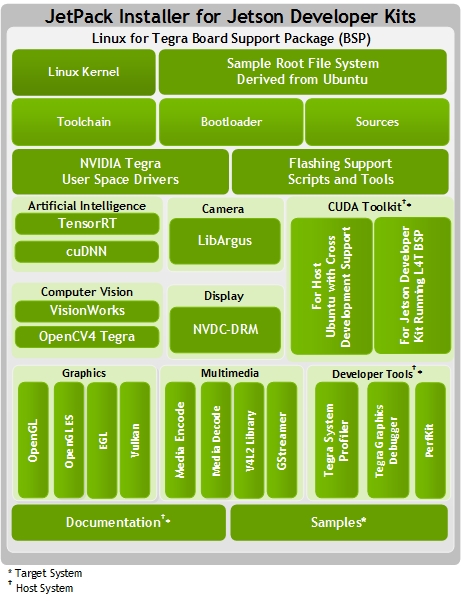 JetPack Installer for Jetson Developer Kits
Linux for Tegra Board Support Package (BSP)
Linux Kernel
Sample Root File System
Derived from Ubuntu
Toolchain
Bootloader
Sources
NVIDIA Tegra
User Space Drivers
Flashing Support
Scripts and Tools
Artificial Intelligence
TensorRT
cuDNN
Camera
LibArgus
CUDA Toolkit†*
For Host
Ubuntu with Cross
Development Support
For Jetson Developer
Kit Running L4T BSP
Computer Vision
VisionWorks
OpenCV4 Tegra
Display
NVDC-DRM
Graphics
OpenGL
OpenGLES
EGL
Vulkan
Multimedia
Media Encode
Media Decode
V4L2 Library
GStreamer
Developer Tools†*
Tegra System
Profiler
Tegra Graphics
Debugger
PerfKit
Documentation†*
Samples*
* Target System
† Host System